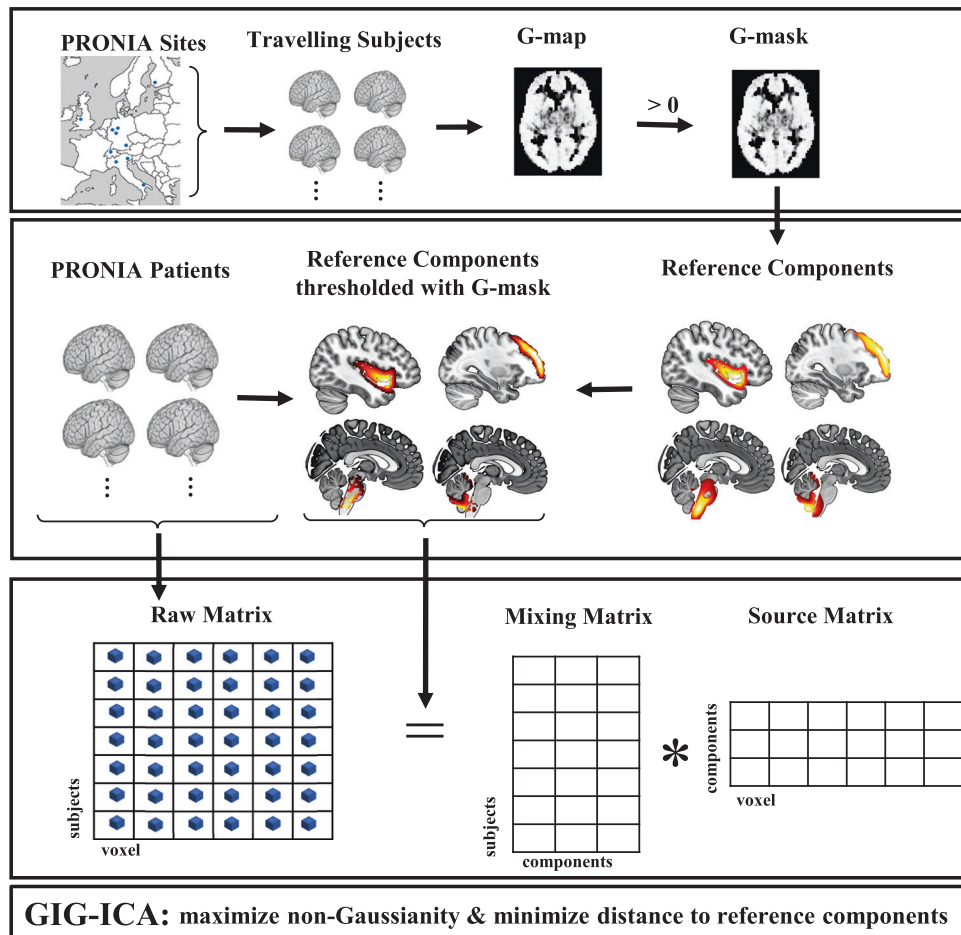 PRONIA Sites
Travelling Subjects
G-map
G-mask
> 0
PRONIA Patients
Reference Components
thresholded with G-mask
Reference Components
Raw Matrix
Mixing Matrix
Source Matrix
subjects
voxel
=
subjects
components
*
components
voxel
GIG-ICA: maximize non-Gaussianity & minimize distance to reference components